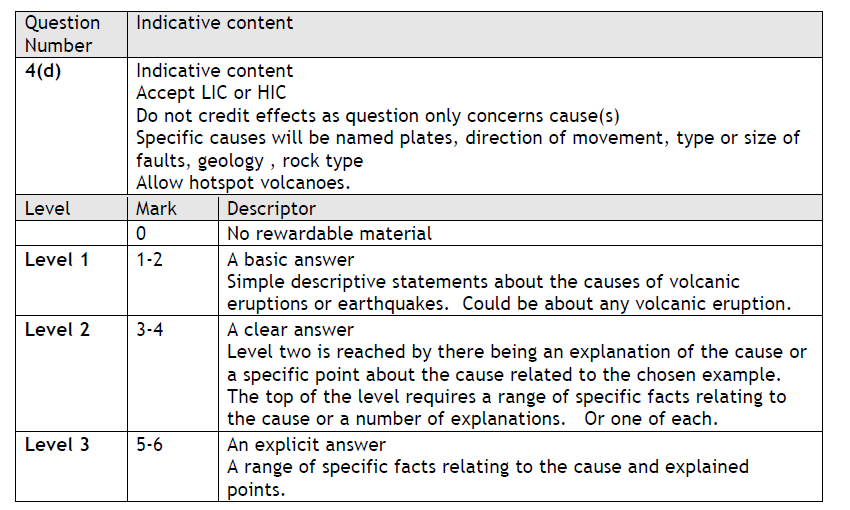 Question Number
Indicative content
4(d)
Indicative content
Accept LIC or HIC
Do not credit effects as question only concerns cause(s)
Specific causes will be named plates, direction of movement, type or size of
faults, geology , rock type
Allow hotspot volcanoes.
Level
Mark
Descriptor
0
No rewardable material
Level 1
1-2
A basic answer
Simple descriptive statements about the causes of volcanic
eruptions or earthquakes.  Could be about any volcanic eruption.
Level 2
3-4
A clear answer
Level two is reached by there being an explanation of the cause or
a specific point about the cause related to the chosen example.
The top of the level requires a range of specific facts relating to
the cause or a number of explanations.   Or one of each.
Level 3
5-6
An explicit answer
A range of specific facts relating to the cause and explained
points.